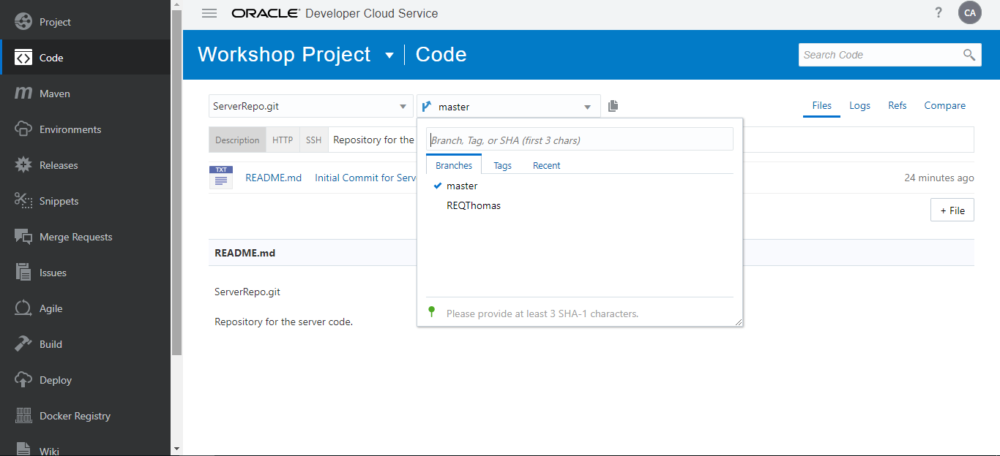 Project
Code
Maven
Environments
Releases
Snippets
Merge Requests
Issues
Agile
Build
Deploy
Docker Registry
Wiki
ORACLE® Developer Cloud Service
? CA
Workshop Project Code
Search Code
ServerRepo.git
master
Files Logs Refs Compare
Description HTTP SSH Repository for the
Branch, Tag, or SHA (first 3 chars)
Branches Tags Recent
master
REQThomas
Please provide at least 3 SHA-1 characters.
TXT README.md Initial Commit for Serv 24 minutes ago
+ File
README.md
ServerRepo.git
Repository for the server code.